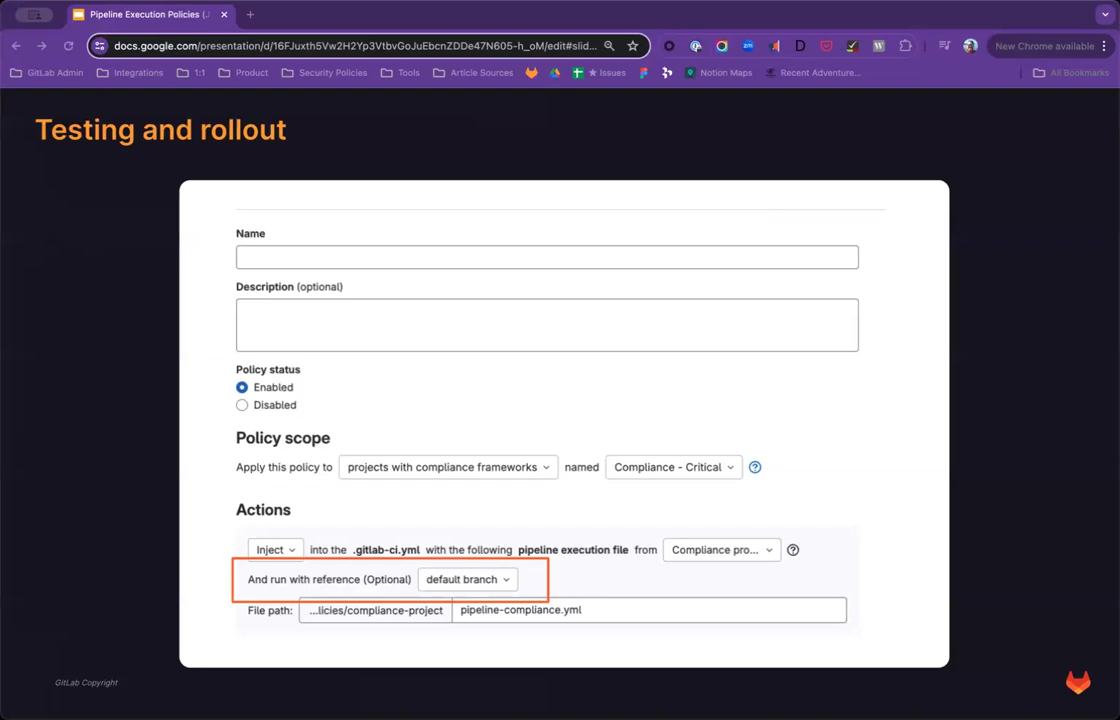 Pipeline Execution Policies (.
docs.google.com/presentation/d/16FJuxth5Vw2H2Yp3VtbvGoJuEbcnZDDe47N605-h_oM/edit#slid...
New Chrome available
GitLab Admin
Integrations
1:1
Product
Security Policies
Tools
Article Sources
Issues
Notion Maps
Recent Adventure...
All Bookmarks
Testing and rollout
Name
Description (optional)
Policy status
Enabled
Disabled
Policy scope
Apply this policy to projects with compliance frameworks named Compliance - Critical
Actions
Inject into the .gitlab-ci.yml with the following pipeline execution file from Compliance pro...
And run with reference (Optional) default branch
File path: ...licies/compliance-project pipeline-compliance.yml
GitLab Copyright